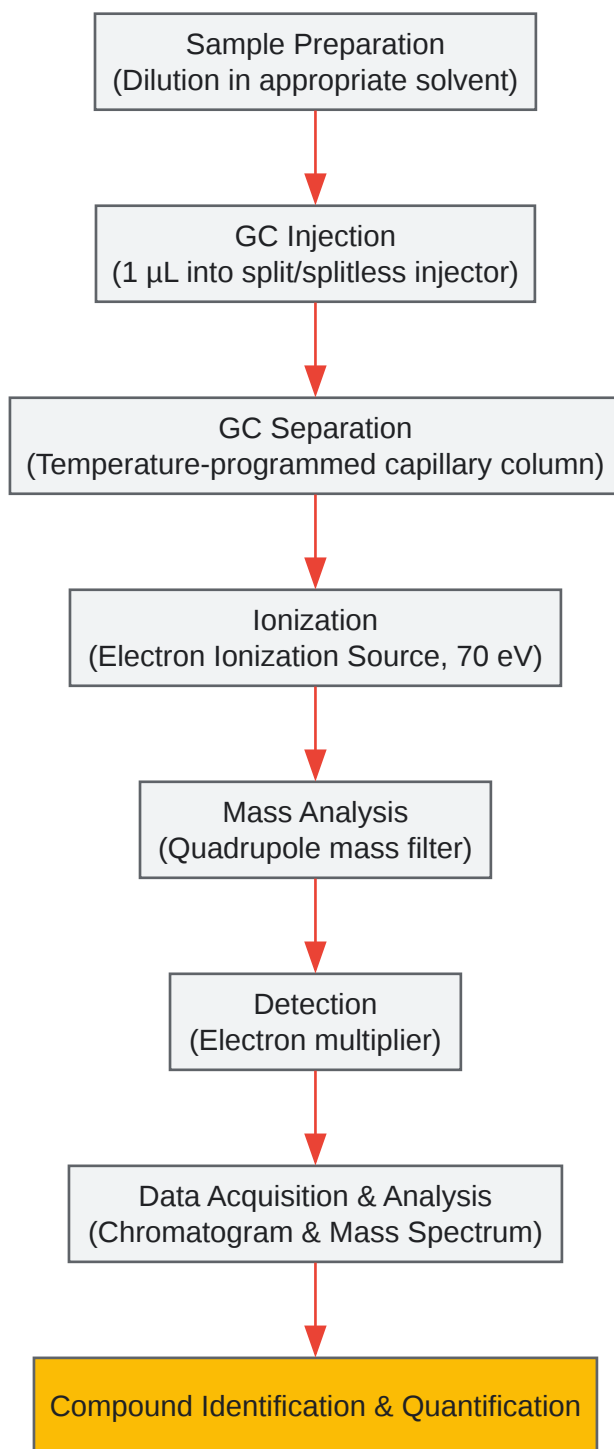 Sample Preparation
(Dilution in appropriate solvent)
GC Injection
(1 µL into split/splitless injector)
GC Separation
(Temperature-programmed capillary column)
Ionization
(Electron Ionization Source, 70 eV)
Mass Analysis
(Quadrupole mass filter)
Detection
(Electron multiplier)
Data Acquisition & Analysis
(Chromatogram & Mass Spectrum)
Compound Identification & Quantification